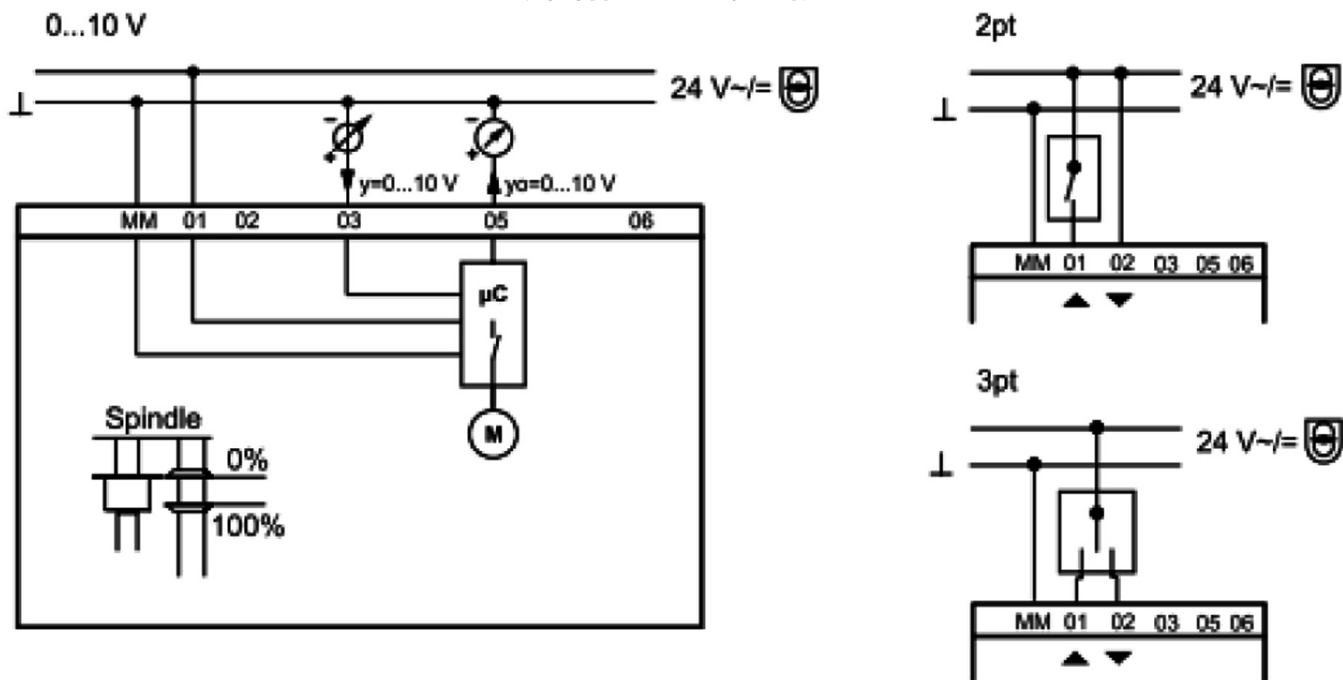 0...10 V
24 V~/=
⊥
- -
+ +
y=0...10 V yo=0...10 V
MM 01 02 03 05 06
µC
M
Spindle
0%
100%
2pt
24 V~/=
⊥
MM 01 02 03 05 06
▲ ▼
3pt
24 V~/=
⊥
MM 01 02 03 05 06
▲ ▼